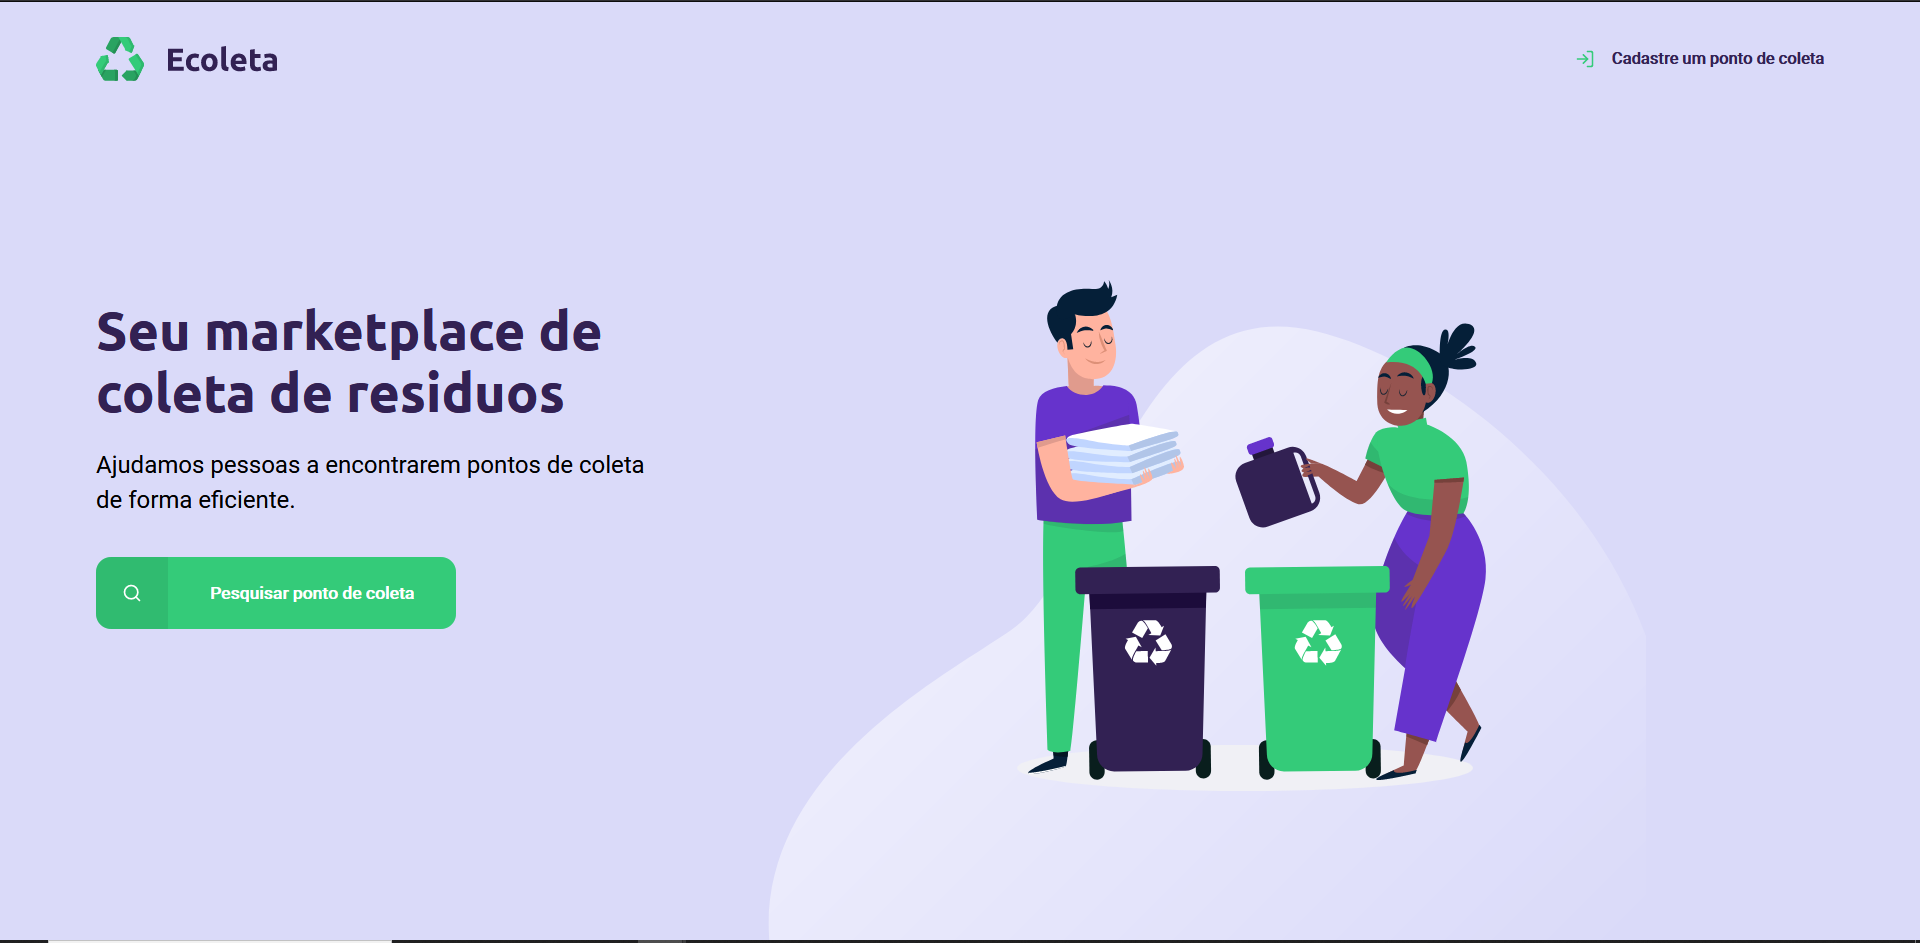 Ecoleta
Cadastre um ponto de coleta
Seu marketplace de
coleta de residuos
Ajudamos pessoas a encontrarem pontos de coleta
de forma eficiente.
Pesquisar ponto de coleta